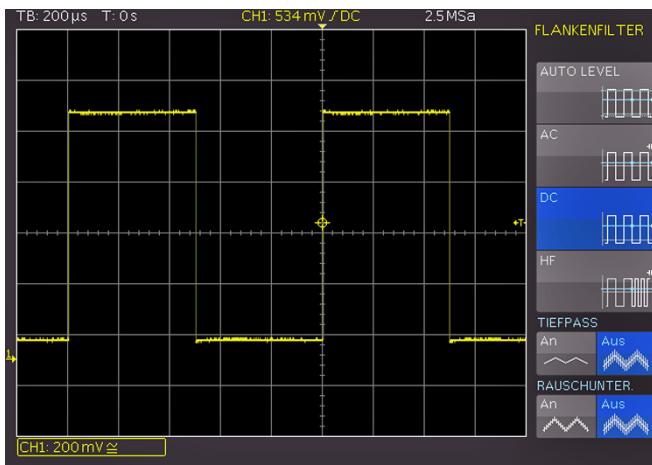 TB: 200 µs T: 0 s CH1: 534 mV / DC 2.5 MSa
FLANKENFILTER
AUTO LEVEL
AC
DC
HF
TIEFPASS
An Aus
RAUSCHUNTER.
An Aus
T
1
CH1: 200 mV ≅